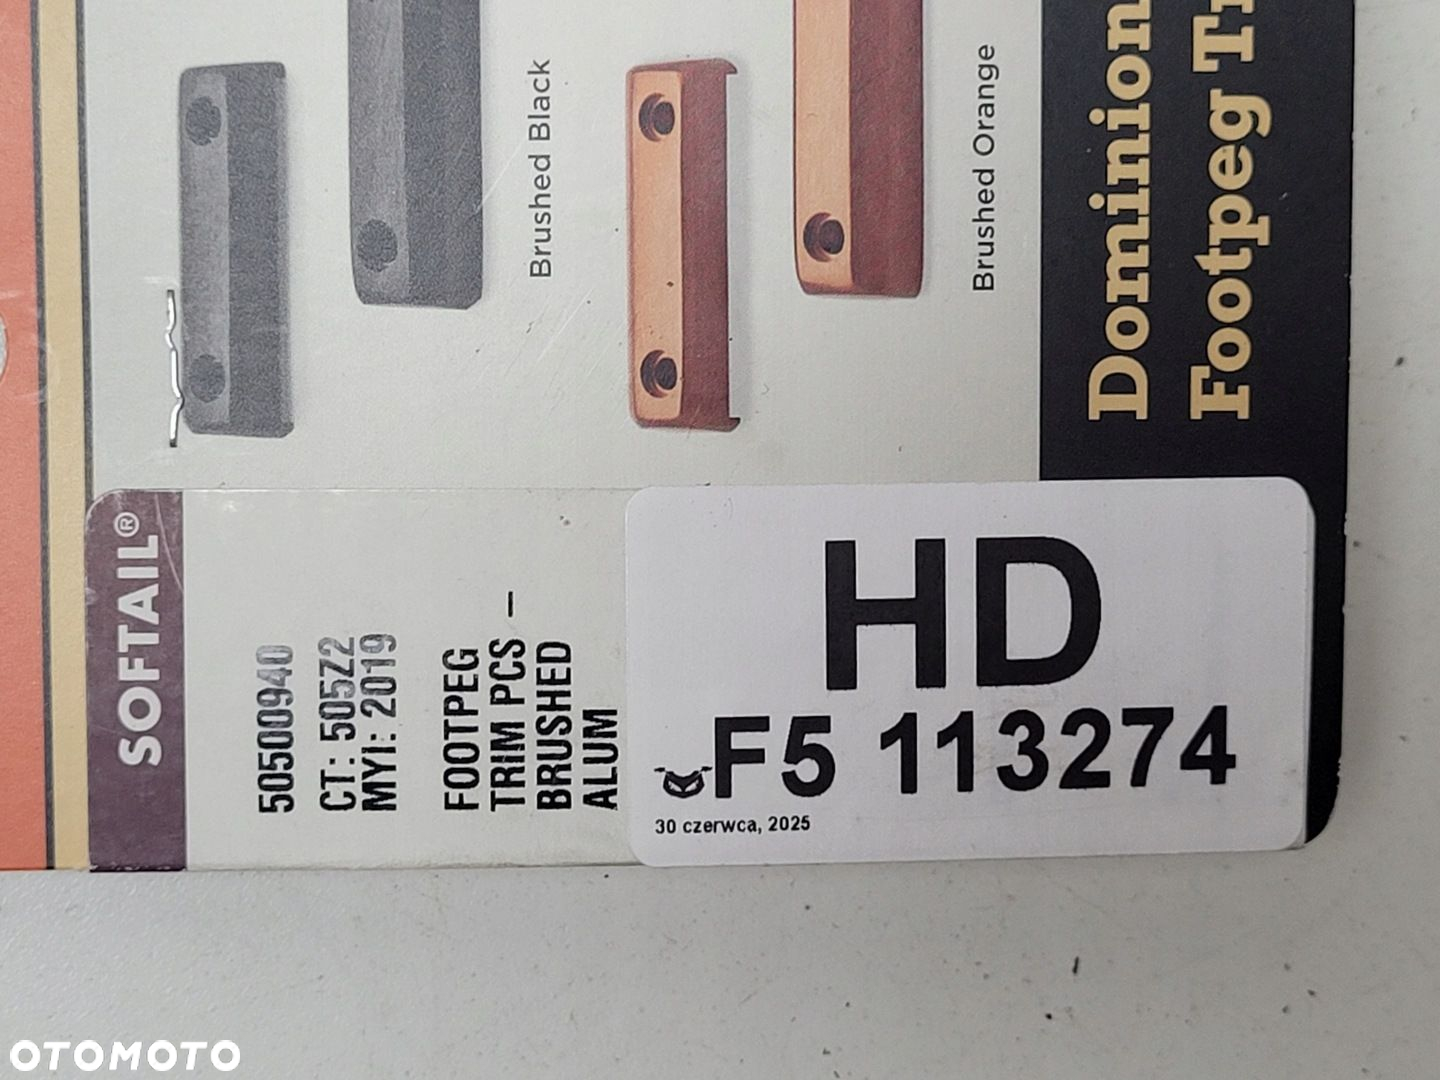 Brushed Black
Brushed Orange
Dominion
Footpeg
SOFTAIL®
50500940
CT: 505Z2
MYI: 2019
FOOTPEG
TRIM PCS –
BRUSHED
ALUM
HD
F5 113274
30 czerwca, 2025
OTOMOTO